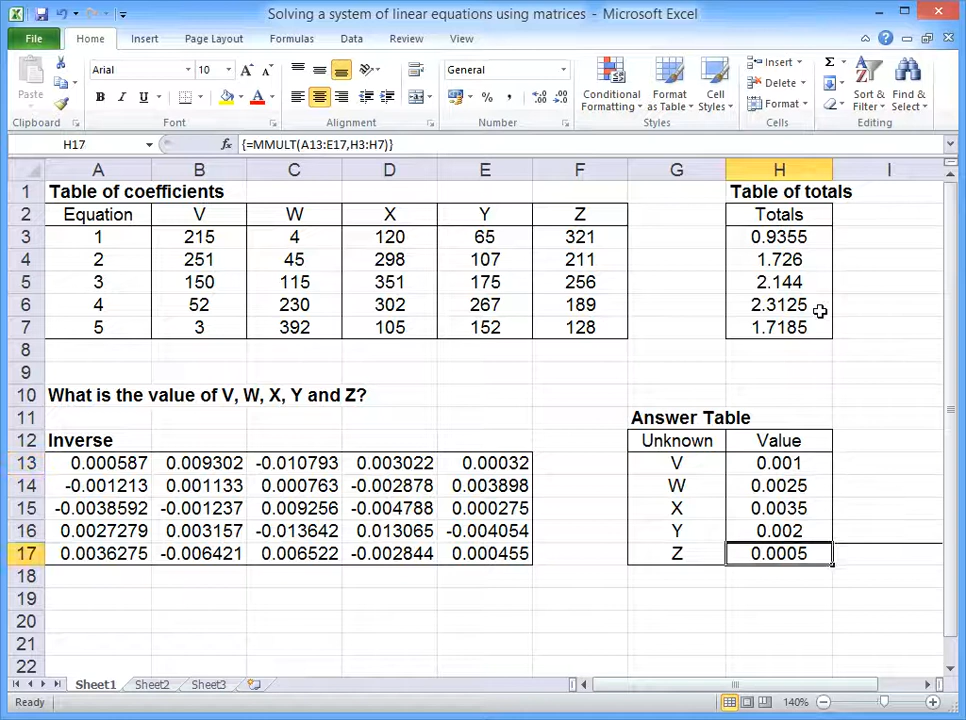 Solving a system of linear equations using matrices - Microsoft Excel
File Home Insert Page Layout Formulas Data Review View
Paste
Arial 10
General
Conditional Formatting
Format as Table
Cell Styles
Insert
Delete
Format
Sort & Filter
Find & Select
Clipboard Font Alignment Number Styles Cells Editing
H17 fx {=MMULT(A13:E17,H3:H7)}
A B C D E F G H I
1 Table of coefficients Table of totals
2 Equation V W X Y Z Totals
3 1 215 4 120 65 321 0.9355
4 2 251 45 298 107 211 1.726
5 3 150 115 351 175 256 2.144
6 4 52 230 302 267 189 2.3125
7 5 3 392 105 152 128 1.7185
8
9
10 What is the value of V, W, X, Y and Z?
11 Answer Table
12 Inverse Unknown Value
13 0.000587 0.009302 -0.010793 0.003022 0.00032 V 0.001
14 -0.001213 0.001133 0.000763 -0.002878 0.003898 W 0.0025
15 -0.0038592 -0.001237 0.009256 -0.004788 0.000275 X 0.0035
16 0.0027279 0.003157 -0.013642 0.013065 -0.004054 Y 0.002
17 0.0036275 -0.006421 0.006522 -0.002844 0.000455 Z 0.0005
18
19
20
21
22
Sheet1 Sheet2 Sheet3
Ready 140%